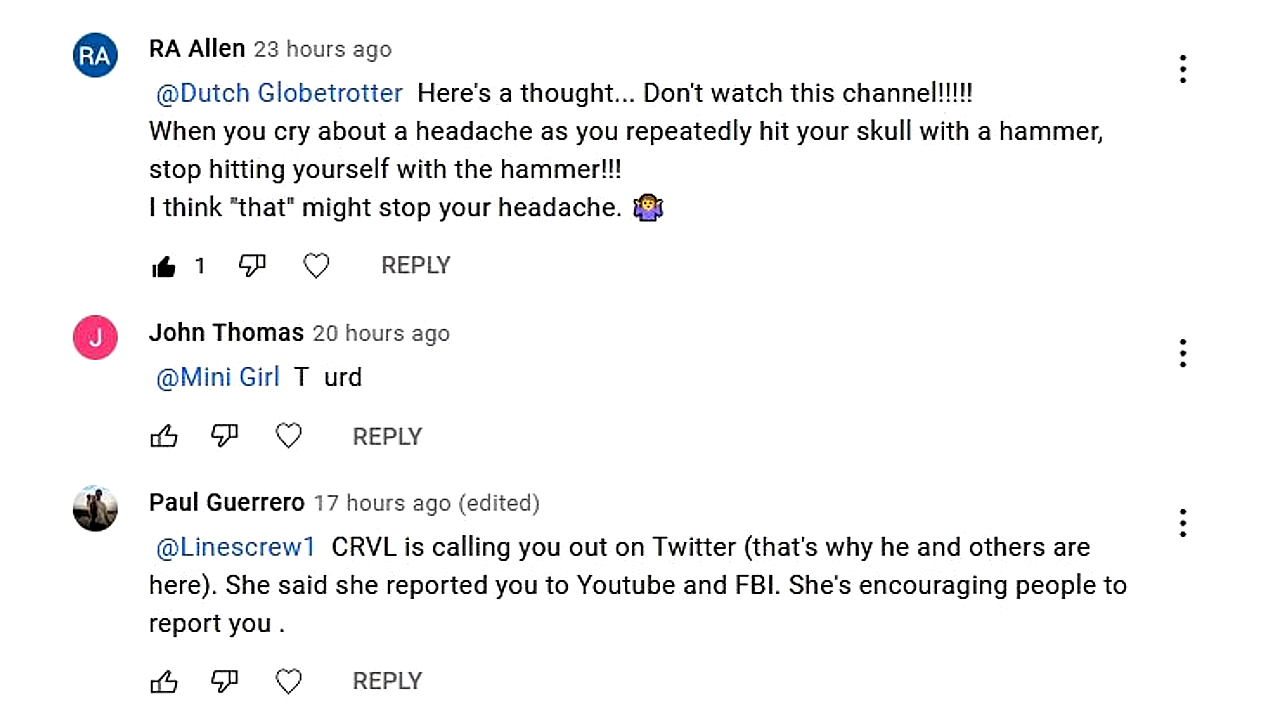 RA
RA Allen 23 hours ago
@Dutch Globetrotter Here's a thought... Don't watch this channel!!!!!
When you cry about a headache as you repeatedly hit your skull with a hammer,
stop hitting yourself with the hammer!!!
I think "that" might stop your headache. 🤷
1 REPLY
J
John Thomas 20 hours ago
@Mini Girl T urd
REPLY
Paul Guerrero 17 hours ago (edited)
@Linescrew1 CRVL is calling you out on Twitter (that's why he and others are
here). She said she reported you to Youtube and FBI. She's encouraging people to
report you .
REPLY